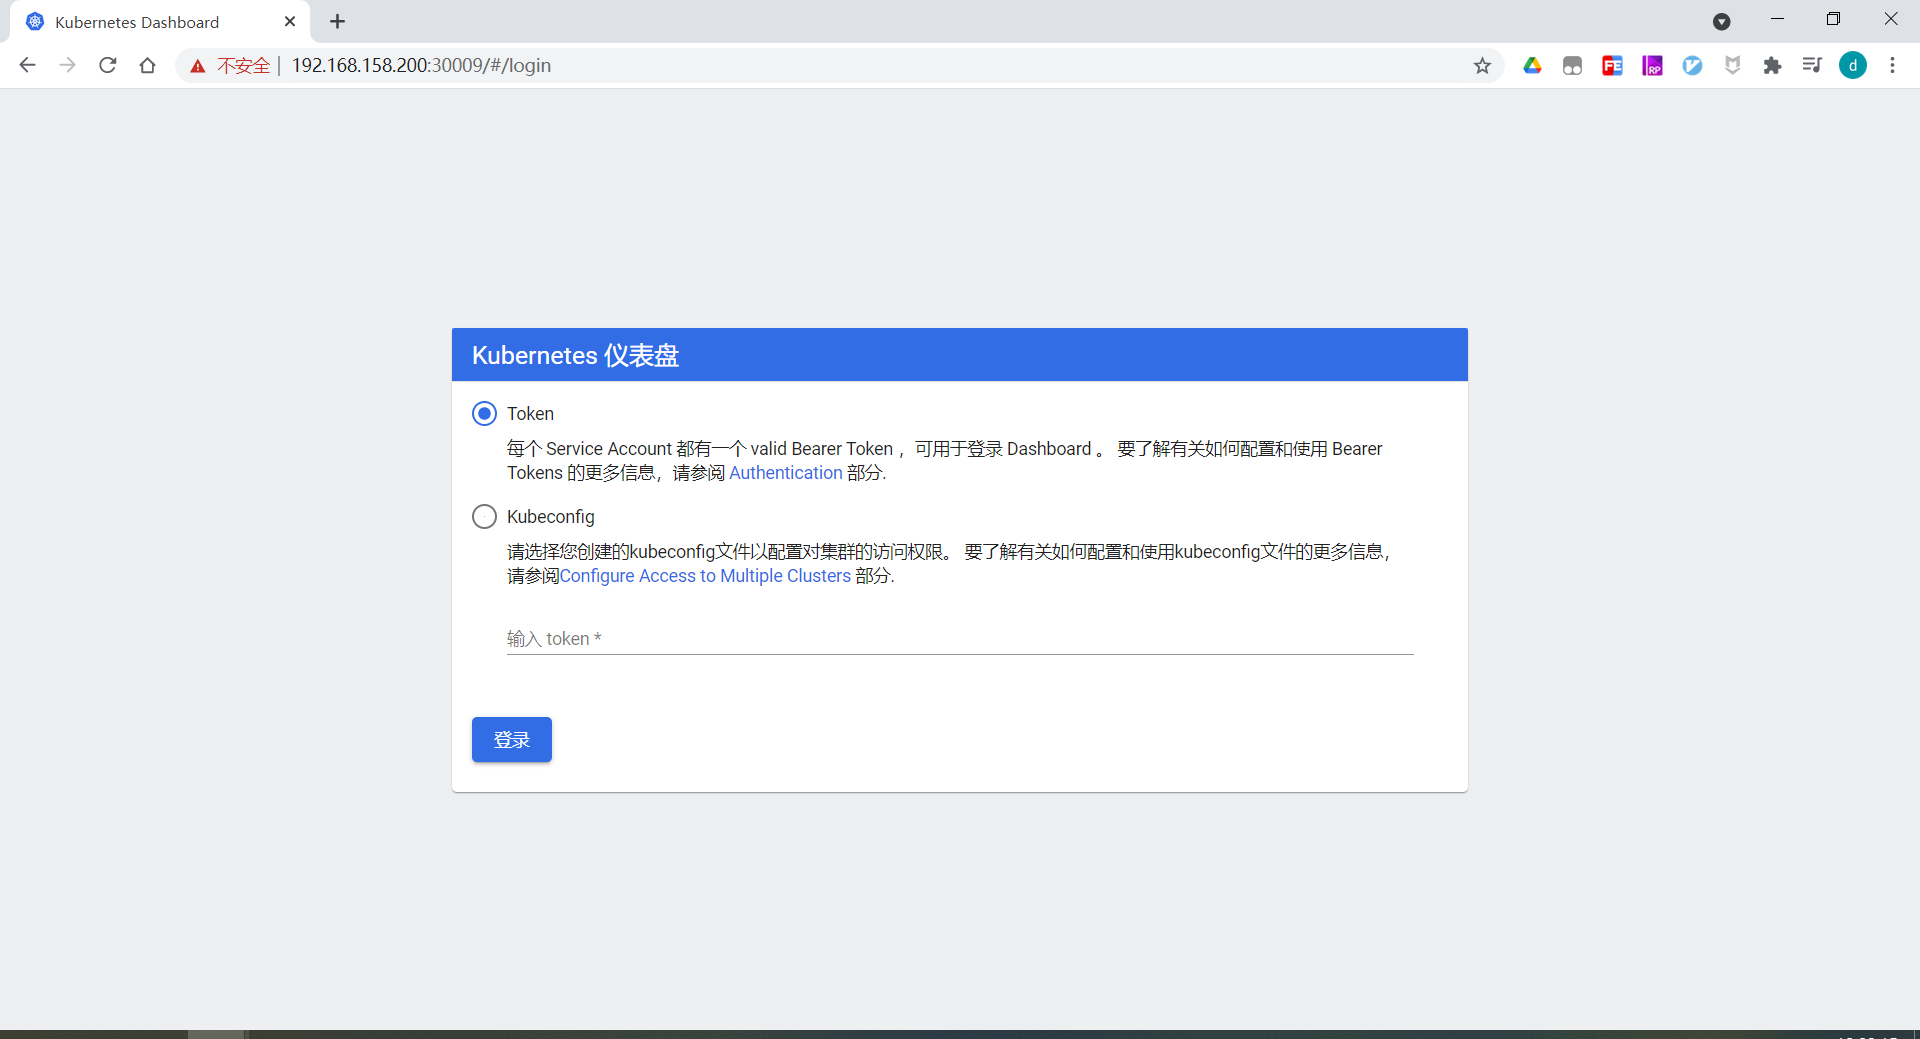 Kubernetes Dashboard
不安全 | 192.168.158.200:30009/#/login
FE
RP
d
Kubernetes 仪表盘
Token
每个 Service Account 都有一个 valid Bearer Token ，可用于登录 Dashboard 。 要了解有关如何配置和使用 Bearer
Tokens 的更多信息，请参阅 Authentication 部分.
Kubeconfig
请选择您创建的kubeconfig文件以配置对集群的访问权限。 要了解有关如何配置和使用kubeconfig文件的更多信息，
请参阅Configure Access to Multiple Clusters 部分.
输入 token *
登录